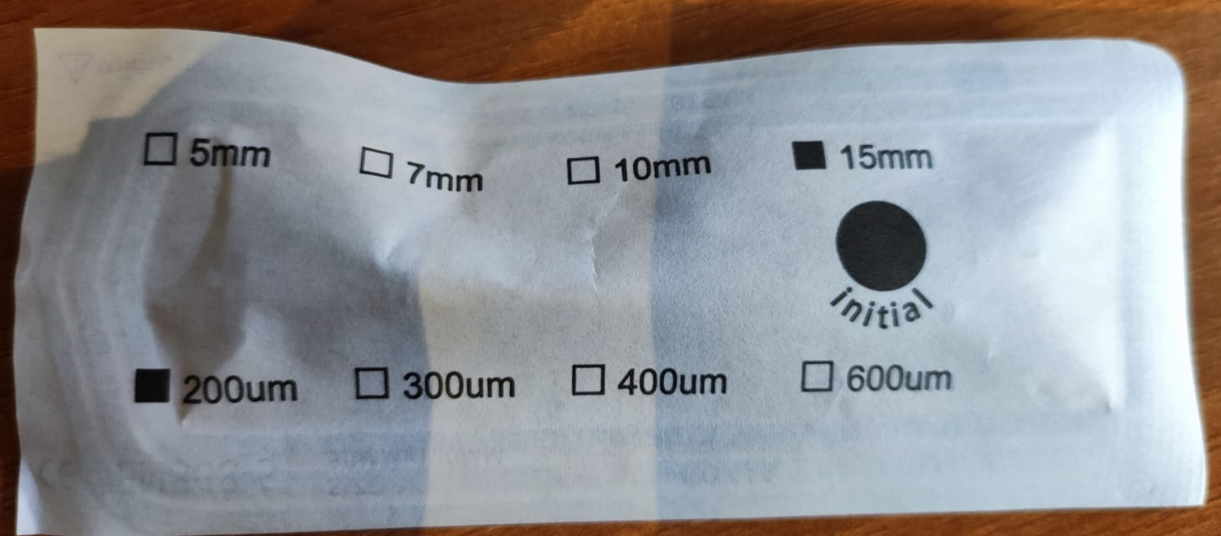 ☐ 5mm ☐ 7mm ☐ 10mm ■ 15mm
initial
■ 200um ☐ 300um ☐ 400um ☐ 600um